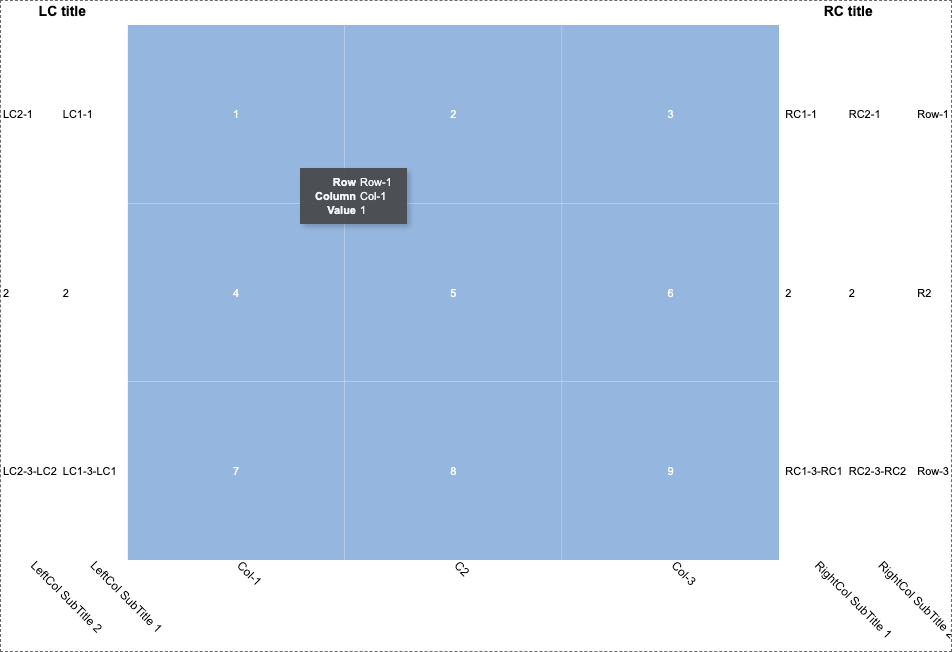 LC title RC title
LC2-1 LC1-1 1 2 3 RC1-1 RC2-1 Row-1
Row Row-1
Column Col-1
Value 1
2 2 4 5 6 2 2 R2
LC2-3-LC2 LC1-3-LC1 7 8 9 RC1-3-RC1 RC2-3-RC2 Row-3
LeftCol SubTitle 2
LeftCol SubTitle 1
Col-1
C2
Col-3
RightCol SubTitle 1
RightCol SubTitle 2